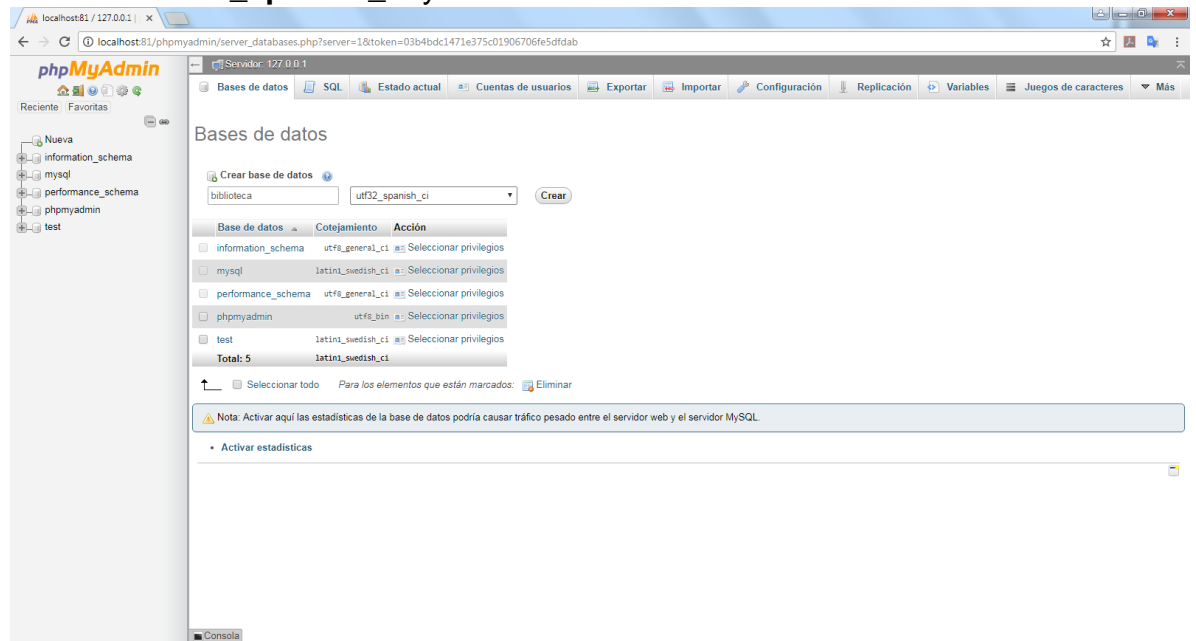 localhost:81 / 127.0.0.1 |
localhost:81/phpmyadmin/server_databases.php?server=1&token=03b4bdc1471e375c01906706fe5dfdab
phpMyAdmin
Reciente Favoritas
Nueva
information_schema
mysql
performance_schema
phpmyadmin
test
Servidor: 127.0.0.1
Bases de datos SQL Estado actual Cuentas de usuarios Exportar Importar Configuración Replicación Variables Juegos de caracteres Más
Bases de datos
Crear base de datos
biblioteca utf32_spanish_ci Crear
Base de datos Cotejamiento Acción
information_schema utf8_general_ci Seleccionar privilegios
mysql latin1_swedish_ci Seleccionar privilegios
performance_schema utf8_general_ci Seleccionar privilegios
phpmyadmin utf8_bin Seleccionar privilegios
test latin1_swedish_ci Seleccionar privilegios
Total: 5 latin1_swedish_ci
Seleccionar todo Para los elementos que están marcados: Eliminar
Nota: Activar aquí las estadísticas de la base de datos podría causar tráfico pesado entre el servidor web y el servidor MySQL.
• Activar estadísticas
Consola